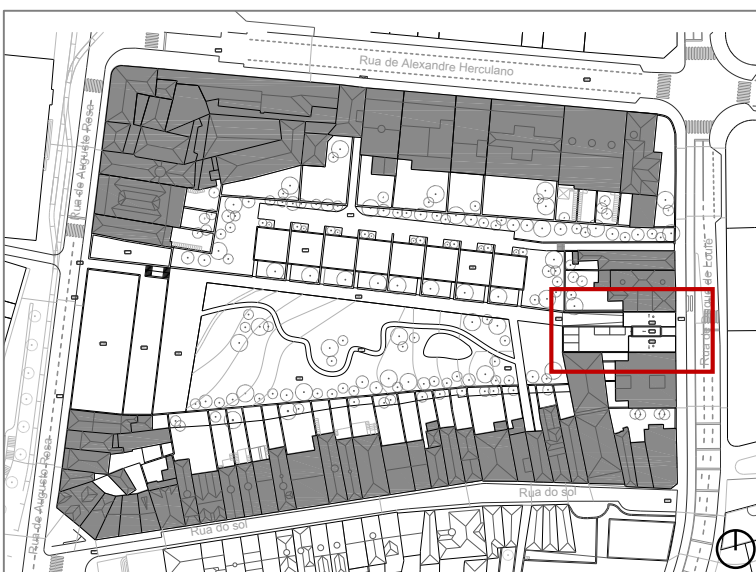 Rua de Alexandre Herculano
Rua de Augusto Rosa
Rua de Augusto Rosa
Rua do sol
Rua do sol